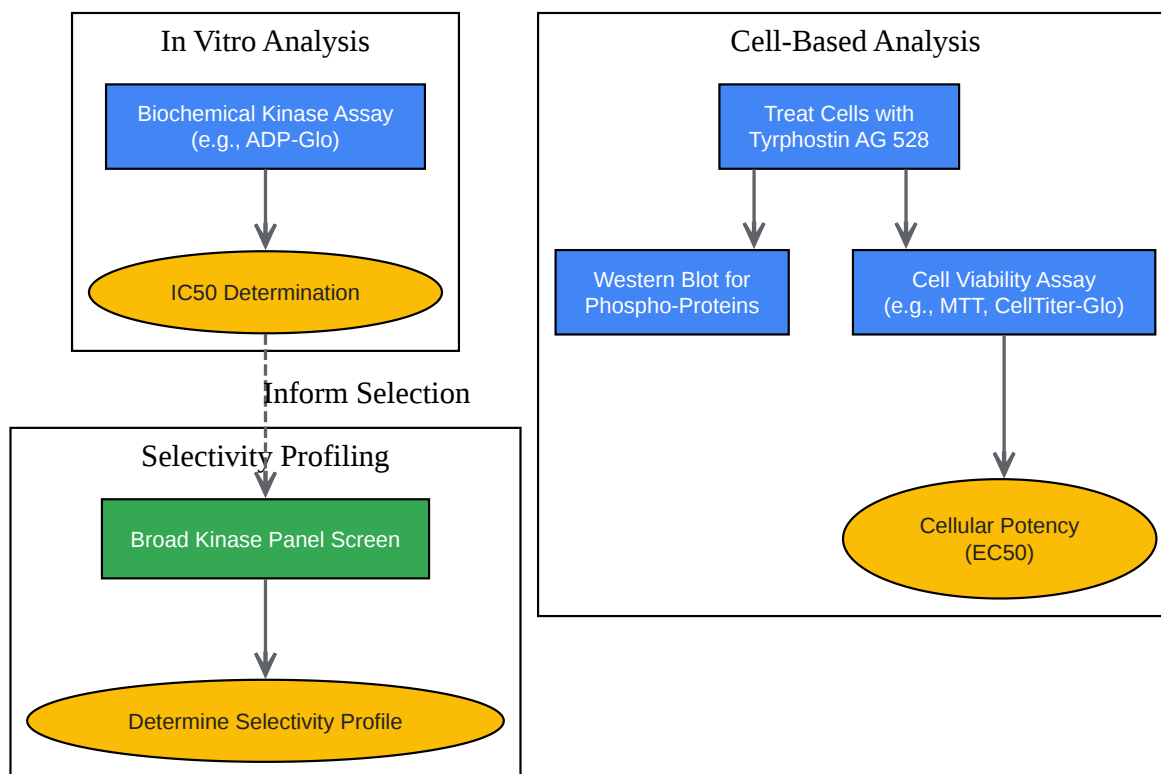 In Vitro Analysis
Biochemical Kinase Assay
(e.g., ADP-Glo)
IC50 Determination
Inform Selection
Selectivity Profiling
Broad Kinase Panel Screen
Determine Selectivity Profile
Cell-Based Analysis
Treat Cells with
Tyrphostin AG 528
Western Blot for
Phospho-Proteins
Cell Viability Assay
(e.g., MTT, CellTiter-Glo)
Cellular Potency
(EC50)